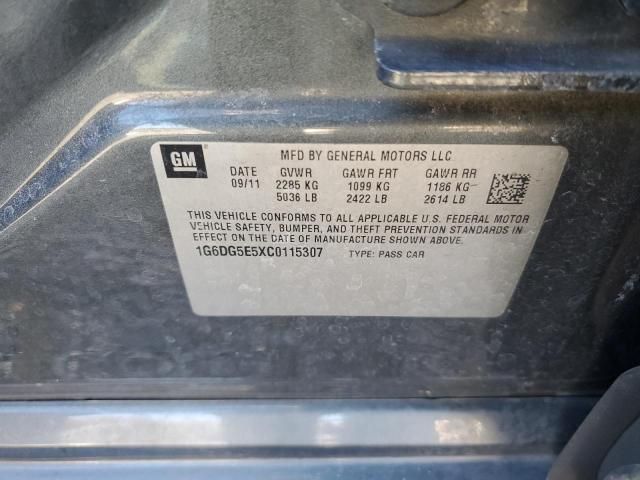 GM
MFD BY GENERAL MOTORS LLC
DATE GVWR GAWR FRT GAWR RR
09/11 2285 KG 1099 KG 1186 KG
5036 LB 2422 LB 2614 LB
THIS VEHICLE CONFORMS TO ALL APPLICABLE U.S. FEDERAL MOTOR
VEHICLE SAFETY, BUMPER, AND THEFT PREVENTION STANDARDS IN
EFFECT ON THE DATE OF MANUFACTURE SHOWN ABOVE.
1G6DG5E5XC0115307 TYPE: PASS CAR